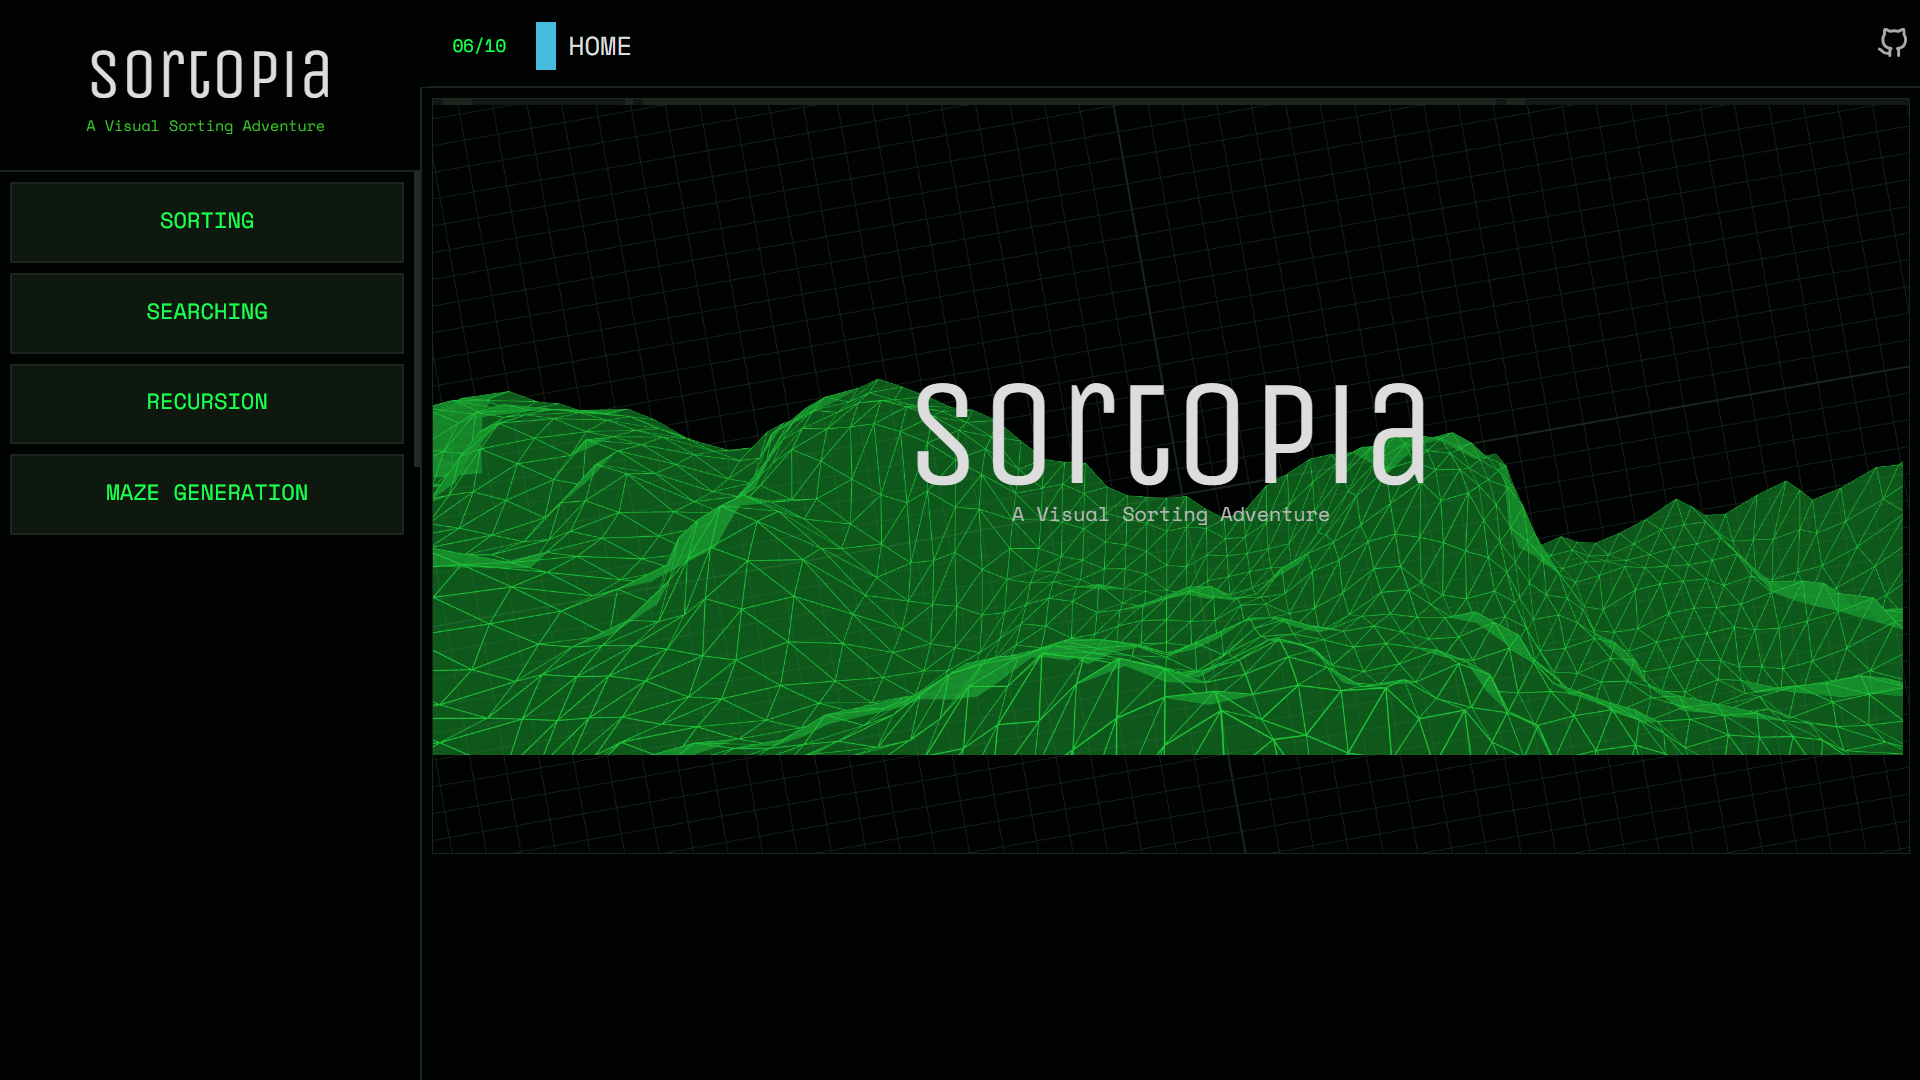 sortopia
A Visual Sorting Adventure
06/10
HOME
SORTING
SEARCHING
RECURSION
MAZE GENERATION
sortopia
A Visual Sorting Adventure